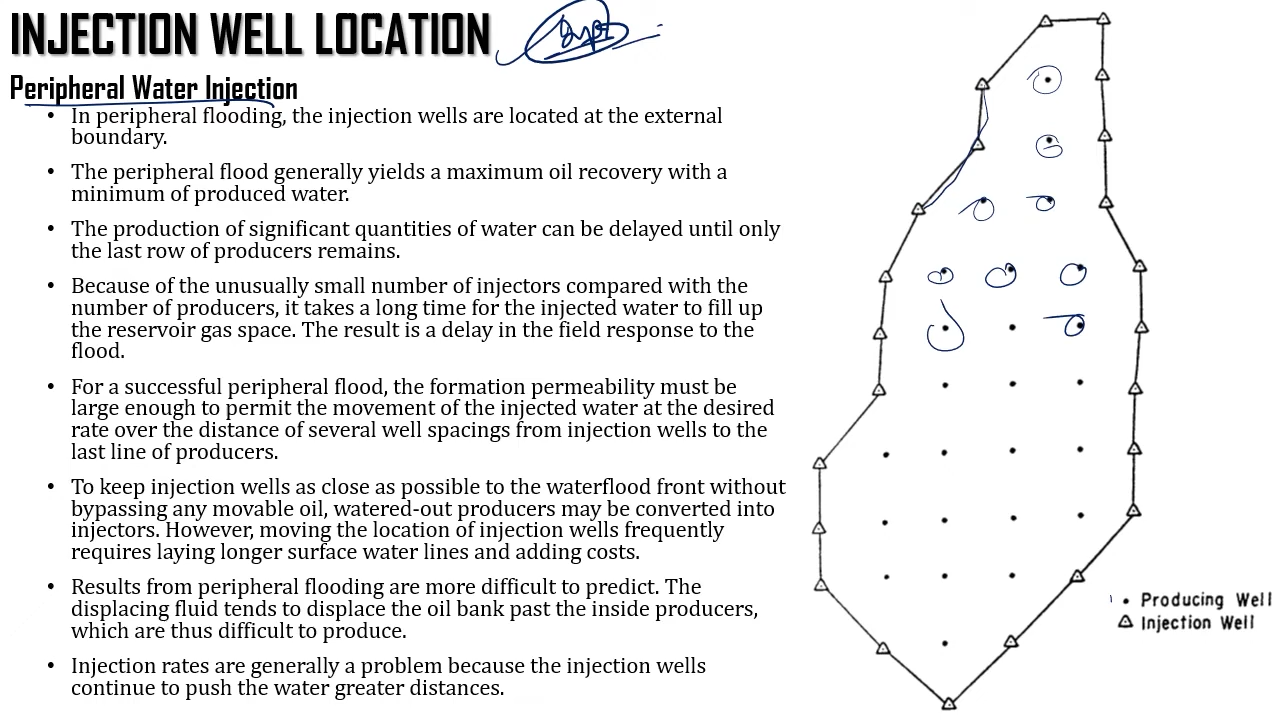 INJECTION WELL LOCATION
Peripheral Water Injection
• In peripheral flooding, the injection wells are located at the external
boundary.
• The peripheral flood generally yields a maximum oil recovery with a
minimum of produced water.
• The production of significant quantities of water can be delayed until only
the last row of producers remains.
• Because of the unusually small number of injectors compared with the
number of producers, it takes a long time for the injected water to fill up
the reservoir gas space. The result is a delay in the field response to the
flood.
• For a successful peripheral flood, the formation permeability must be
large enough to permit the movement of the injected water at the desired
rate over the distance of several well spacings from injection wells to the
last line of producers.
• To keep injection wells as close as possible to the waterflood front without
bypassing any movable oil, watered-out producers may be converted into
injectors. However, moving the location of injection wells frequently
requires laying longer surface water lines and adding costs.
• Results from peripheral flooding are more difficult to predict. The
displacing fluid tends to displace the oil bank past the inside producers,
which are thus difficult to produce.
• Injection rates are generally a problem because the injection wells
continue to push the water greater distances.
Producing Well
Injection Well